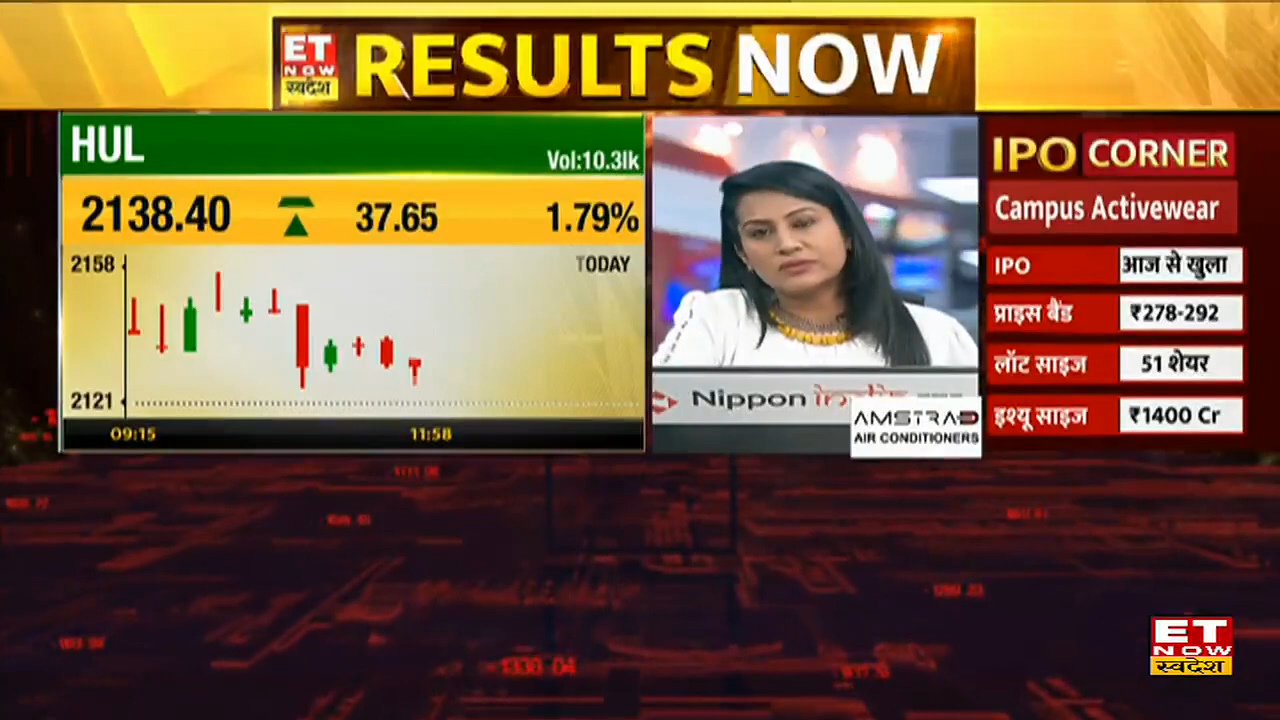 ET NOW स्वदेश RESULTS NOW
HUL
Vol:10.3lk
2138.40 37.65 1.79%
2158
TODAY
2121
09:15 11:58
Nippon
AMSTRAD
AIR CONDITIONERS
IPO CORNER
Campus Activewear
IPO आज से खुला
प्राइस बैंड ₹278-292
लॉट साइज 51 शेयर
इश्यू साइज ₹1400 Cr
1338 04
ET
NOW
स्वदेश